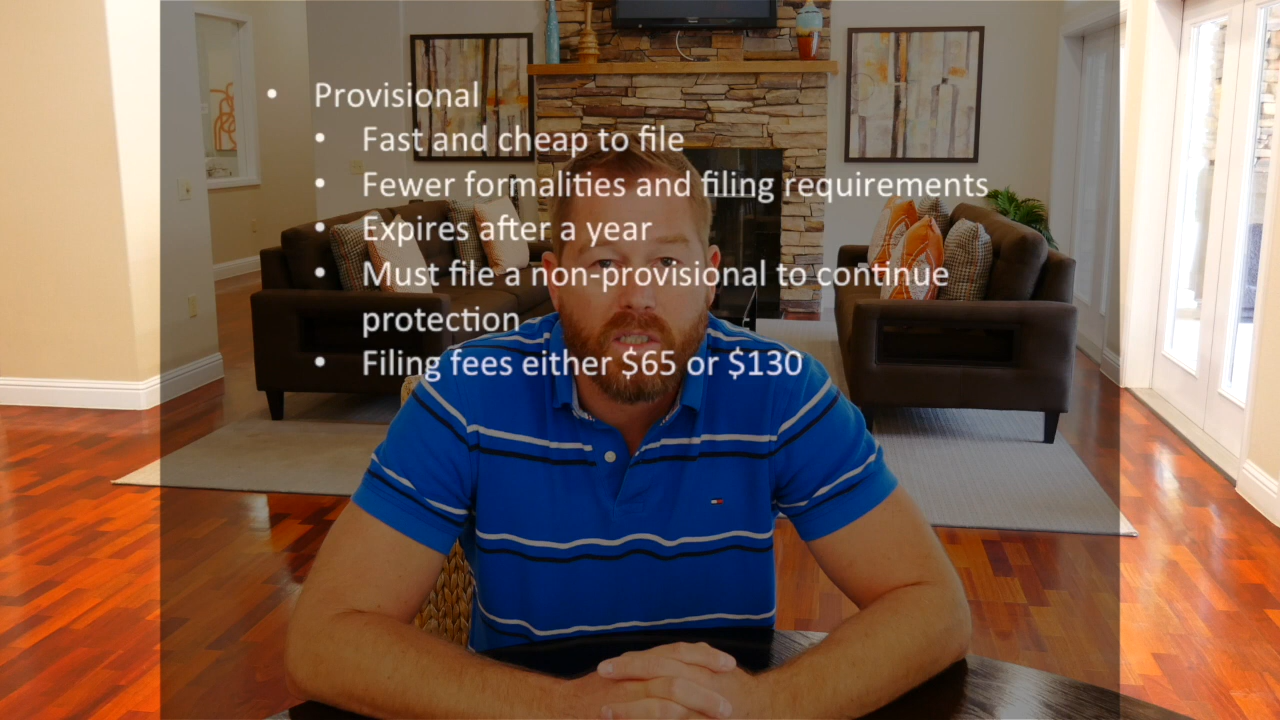 • Provisional
• Fast and cheap to file
• Fewer formalities and filing requirements
• Expires after a year
• Must file a non-provisional to continue
protection
• Filing fees either $65 or $130